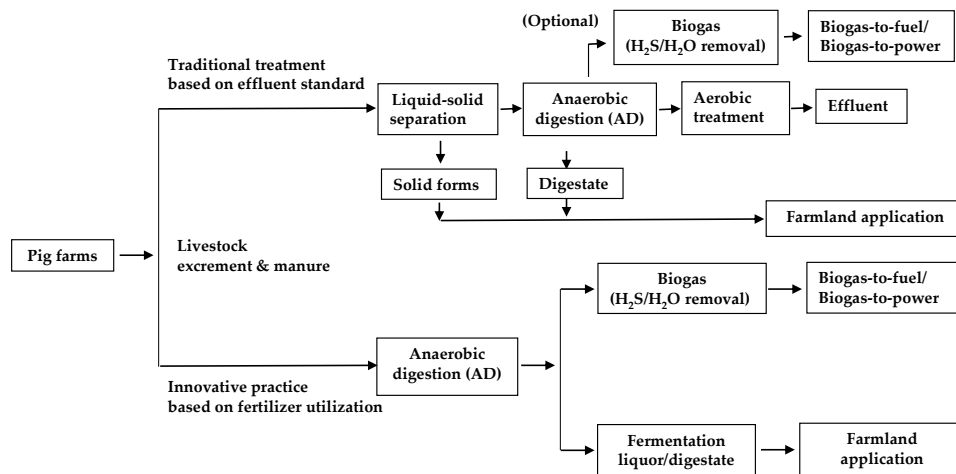 (Optional)
Biogas
(H₂S/H₂O removal)
Biogas-to-fuel/
Biogas-to-power
Traditional treatment
based on effluent standard
Liquid-solid
separation
Anaerobic
digestion (AD)
Aerobic
treatment
Effluent
Solid forms
Digestate
Farmland application
Pig farms
Livestock
excrement & manure
Biogas
(H₂S/H₂O removal)
Biogas-to-fuel/
Biogas-to-power
Anaerobic
digestion (AD)
Innovative practice
based on fertilizer utilization
Fermentation
liquor/digestate
Farmland
application